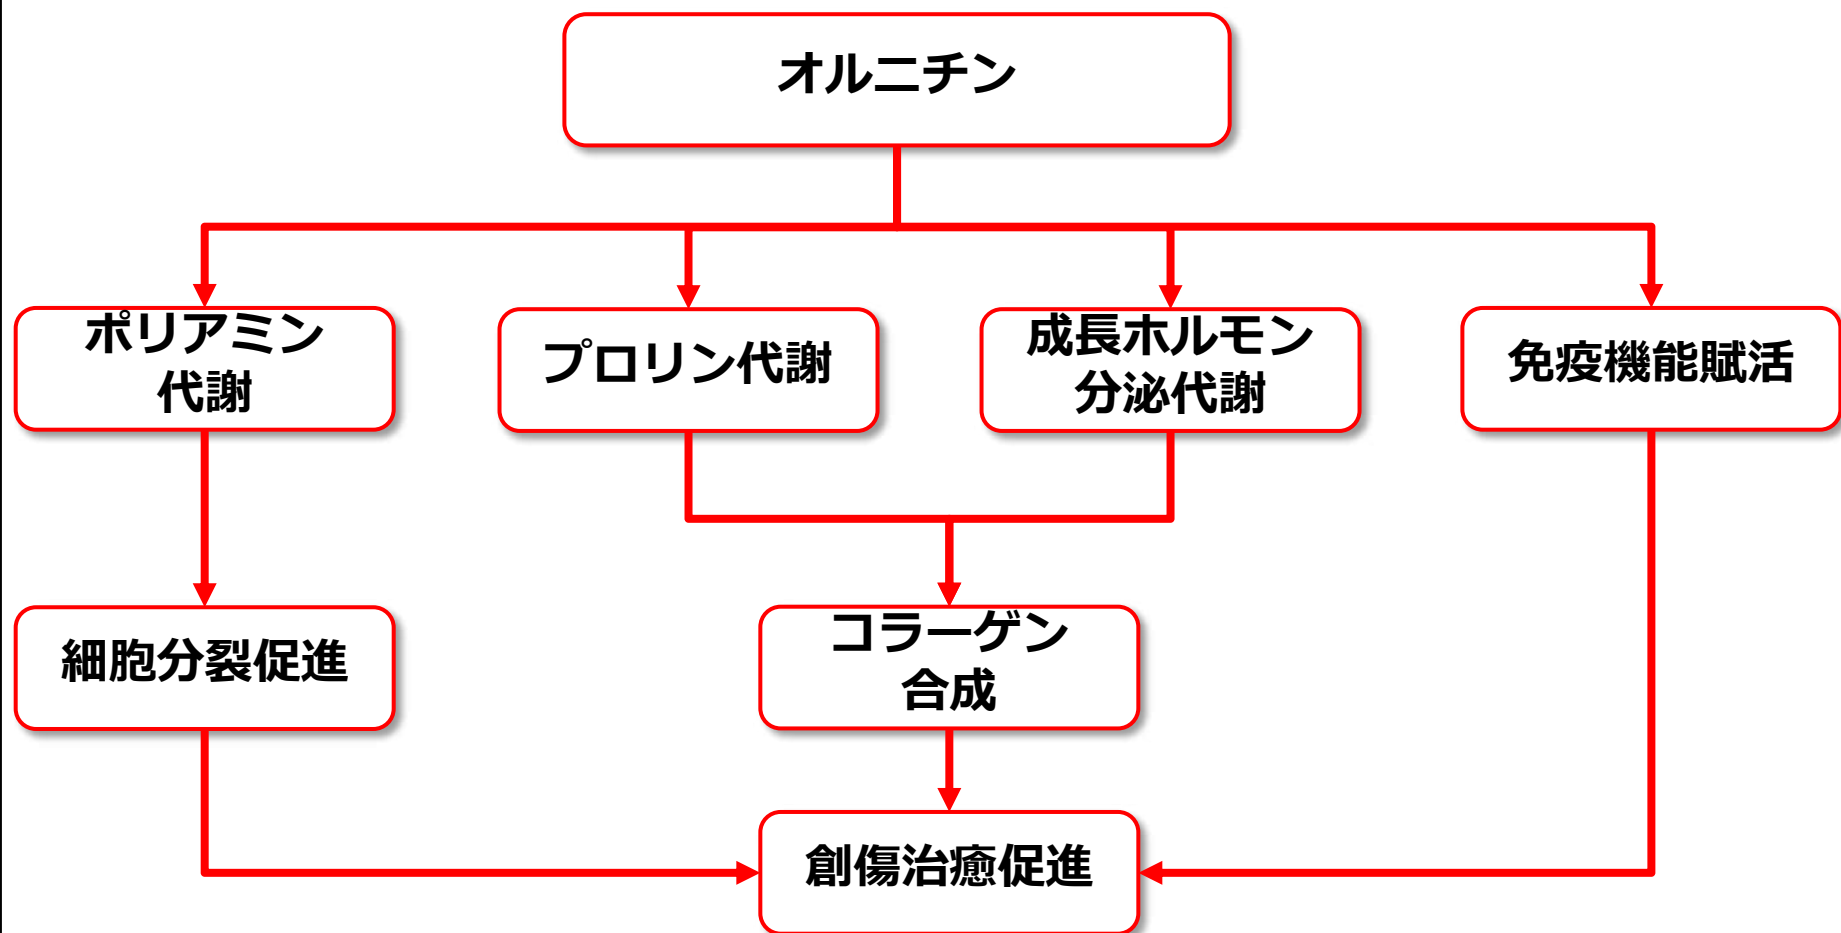 オルニチン
ポリアミン
代謝
プロリン代謝
成長ホルモン
分泌代謝
免疫機能賦活
細胞分裂促進
コラーゲン
合成
創傷治癒促進